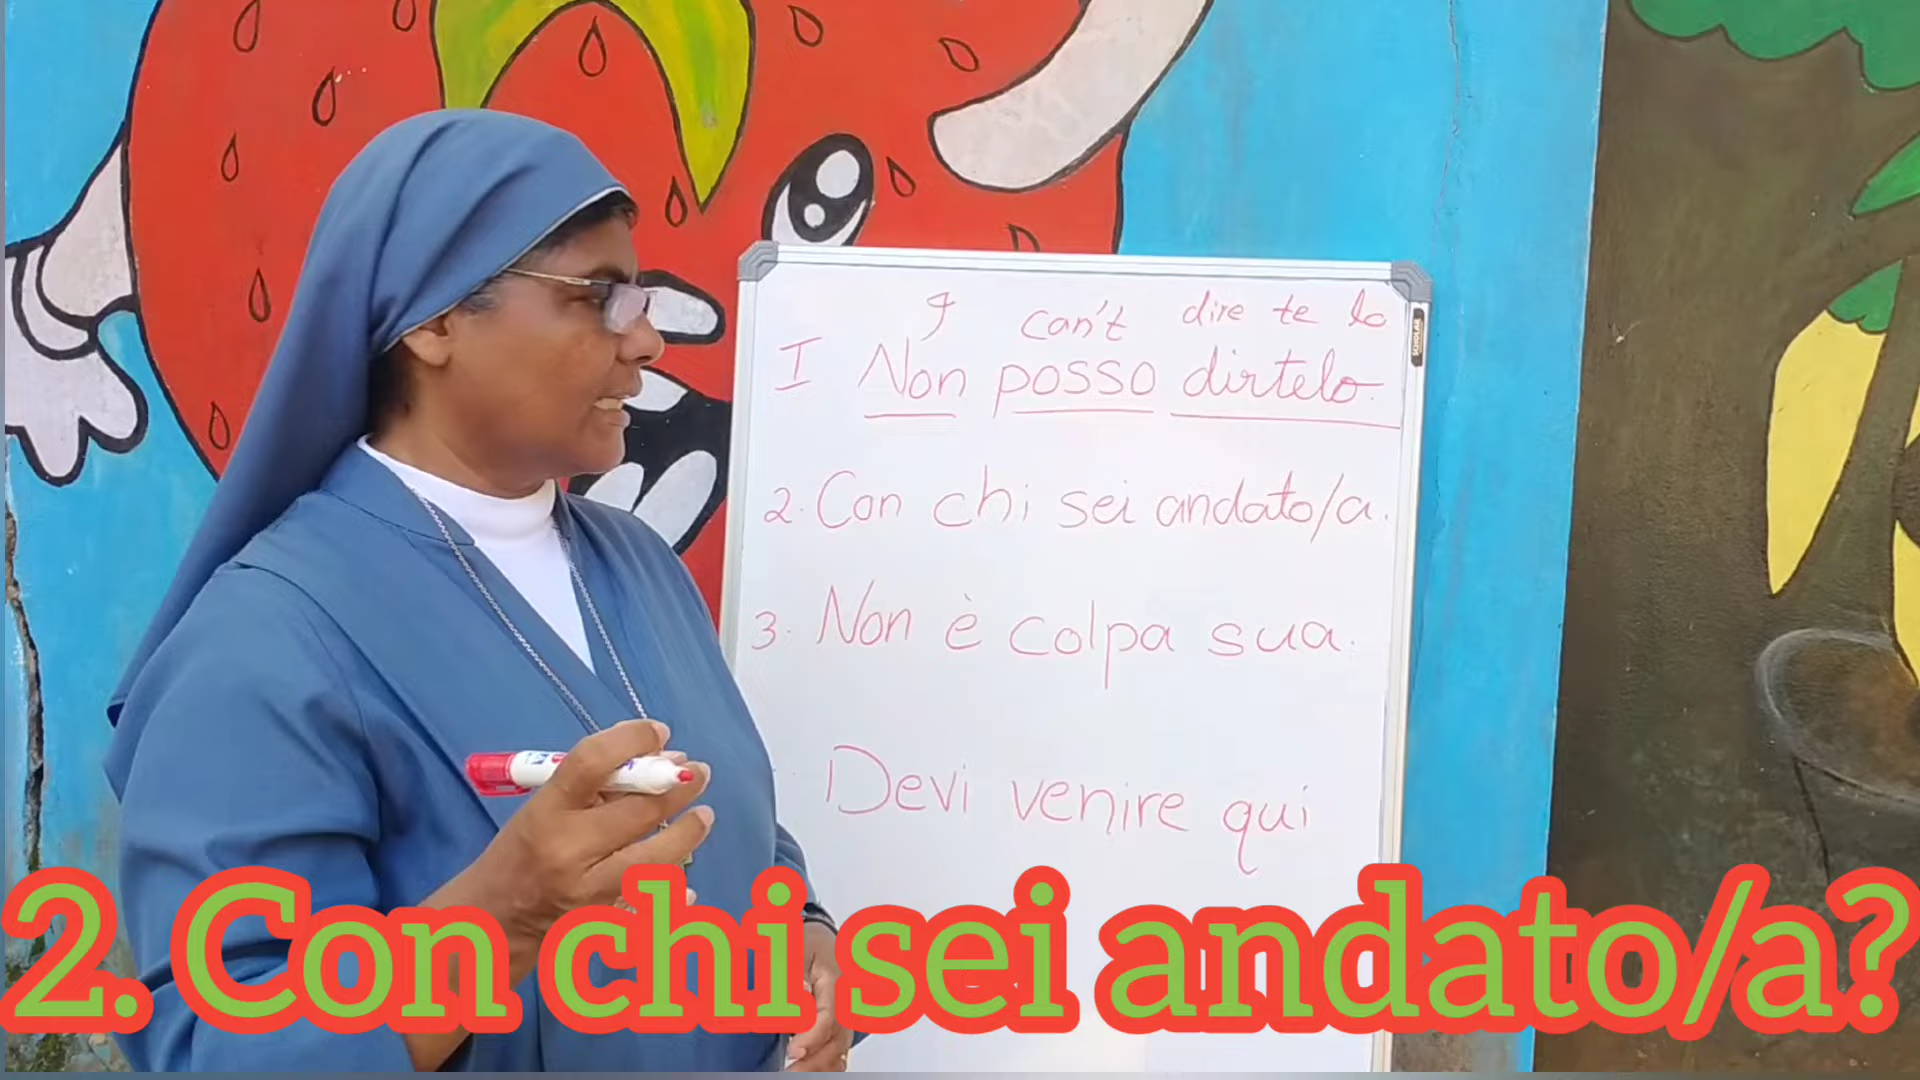 I can't dire te lo
I Non posso dirtelo.
SCHOLAR
2. Con chi sei andato/a.
3. Non è colpa sua.
Devi venire qui
2. Con chi sei andato/a?